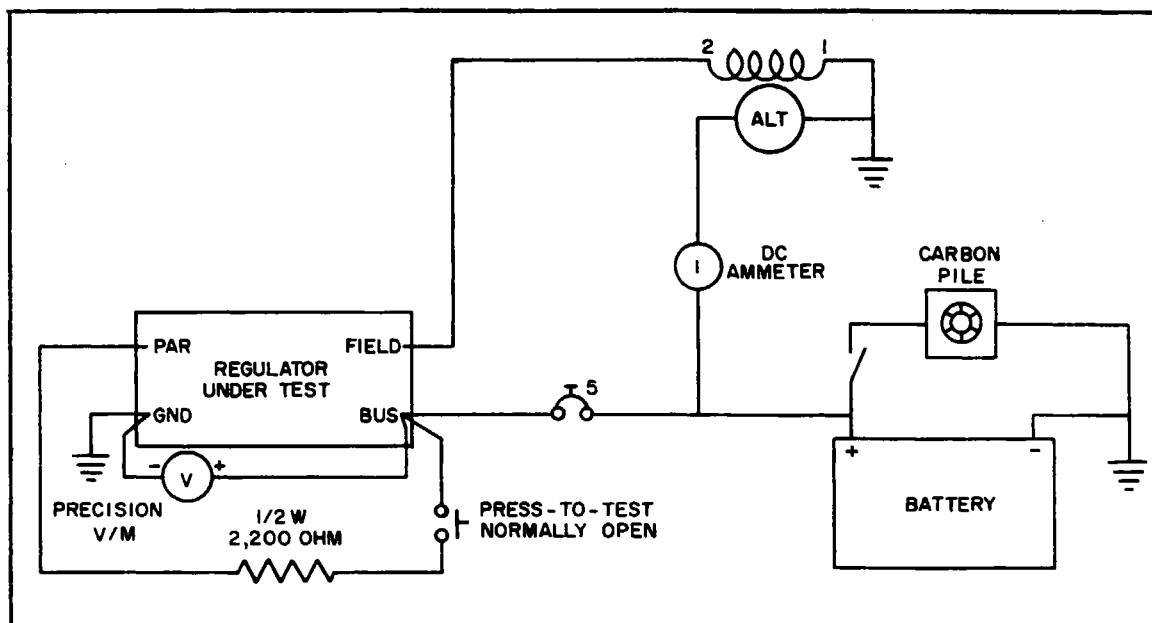 2
1
ALT
I
DC
AMMETER
CARBON
PILE
PAR
FIELD
REGULATOR
UNDER TEST
GND
BUS
5
-
V
+
PRECISION
V/M
1/2 W
2,200 OHM
PRESS-TO-TEST
NORMALLY OPEN
+
-
BATTERY